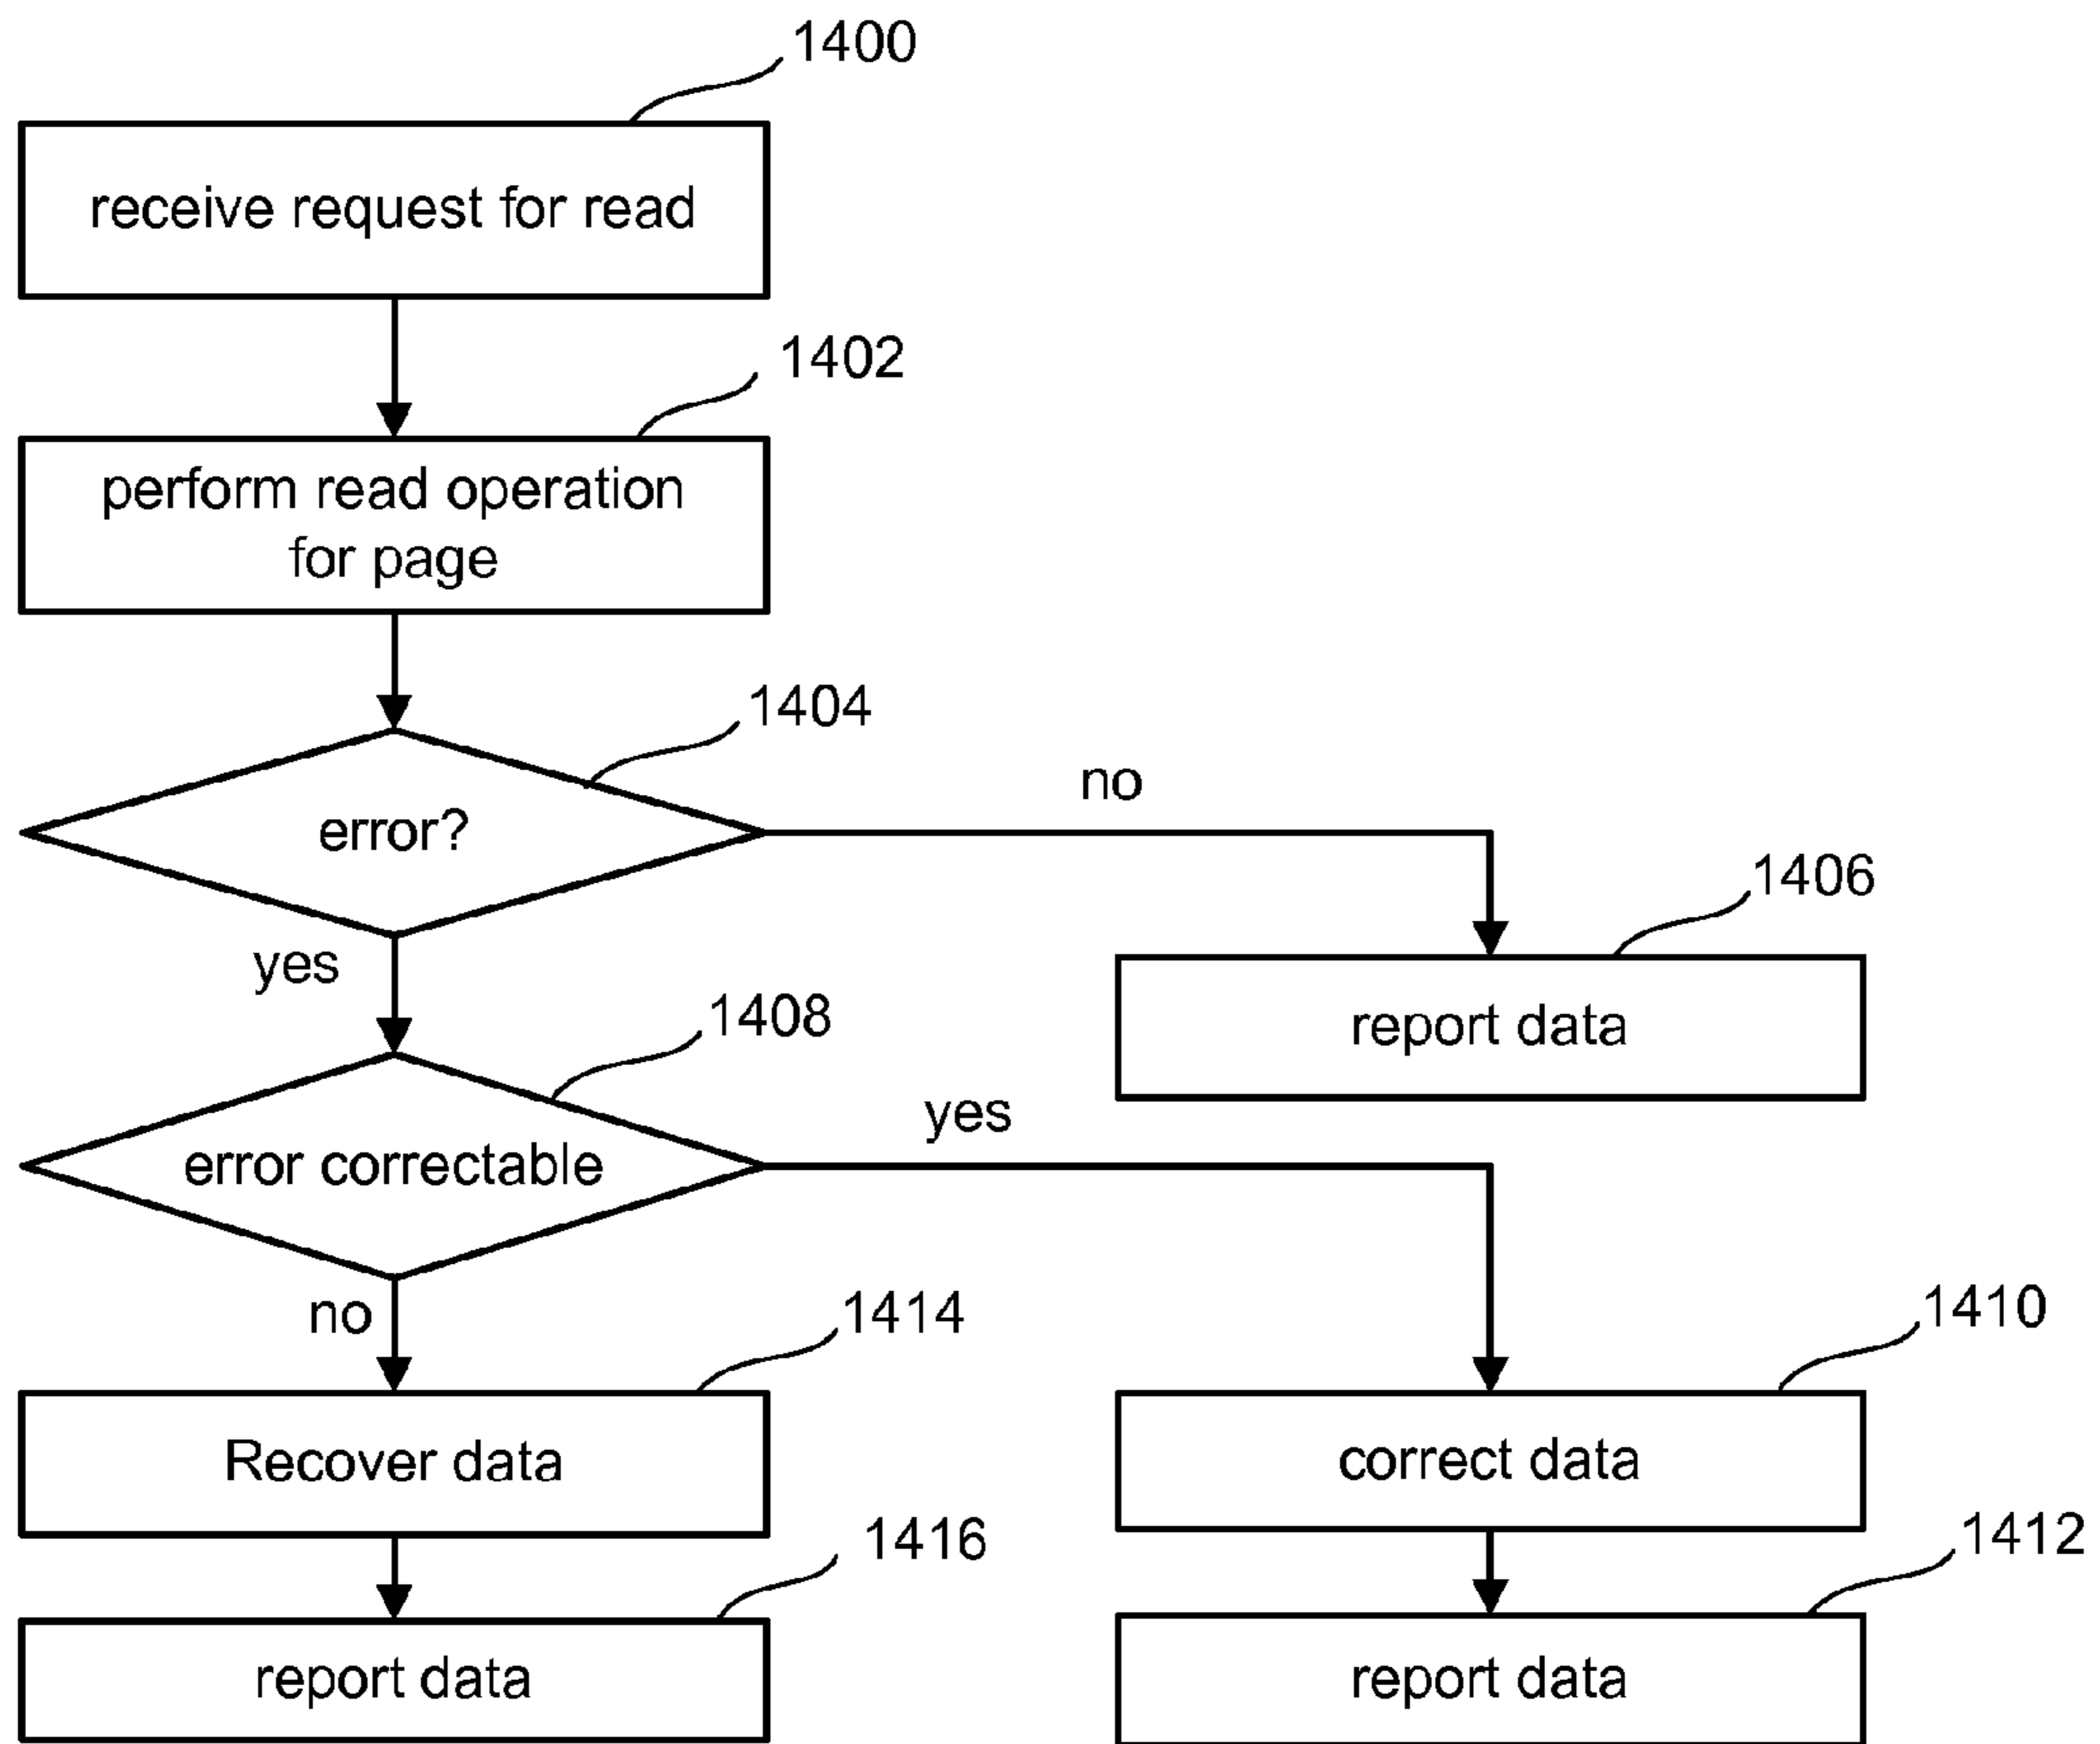 1400
receive request for read
1402
perform read operation
for page
1404
error?
no
1406
report data
yes
1408
error correctable
yes
no
1414
Recover data
1410
correct data
1416
report data
1412
report data